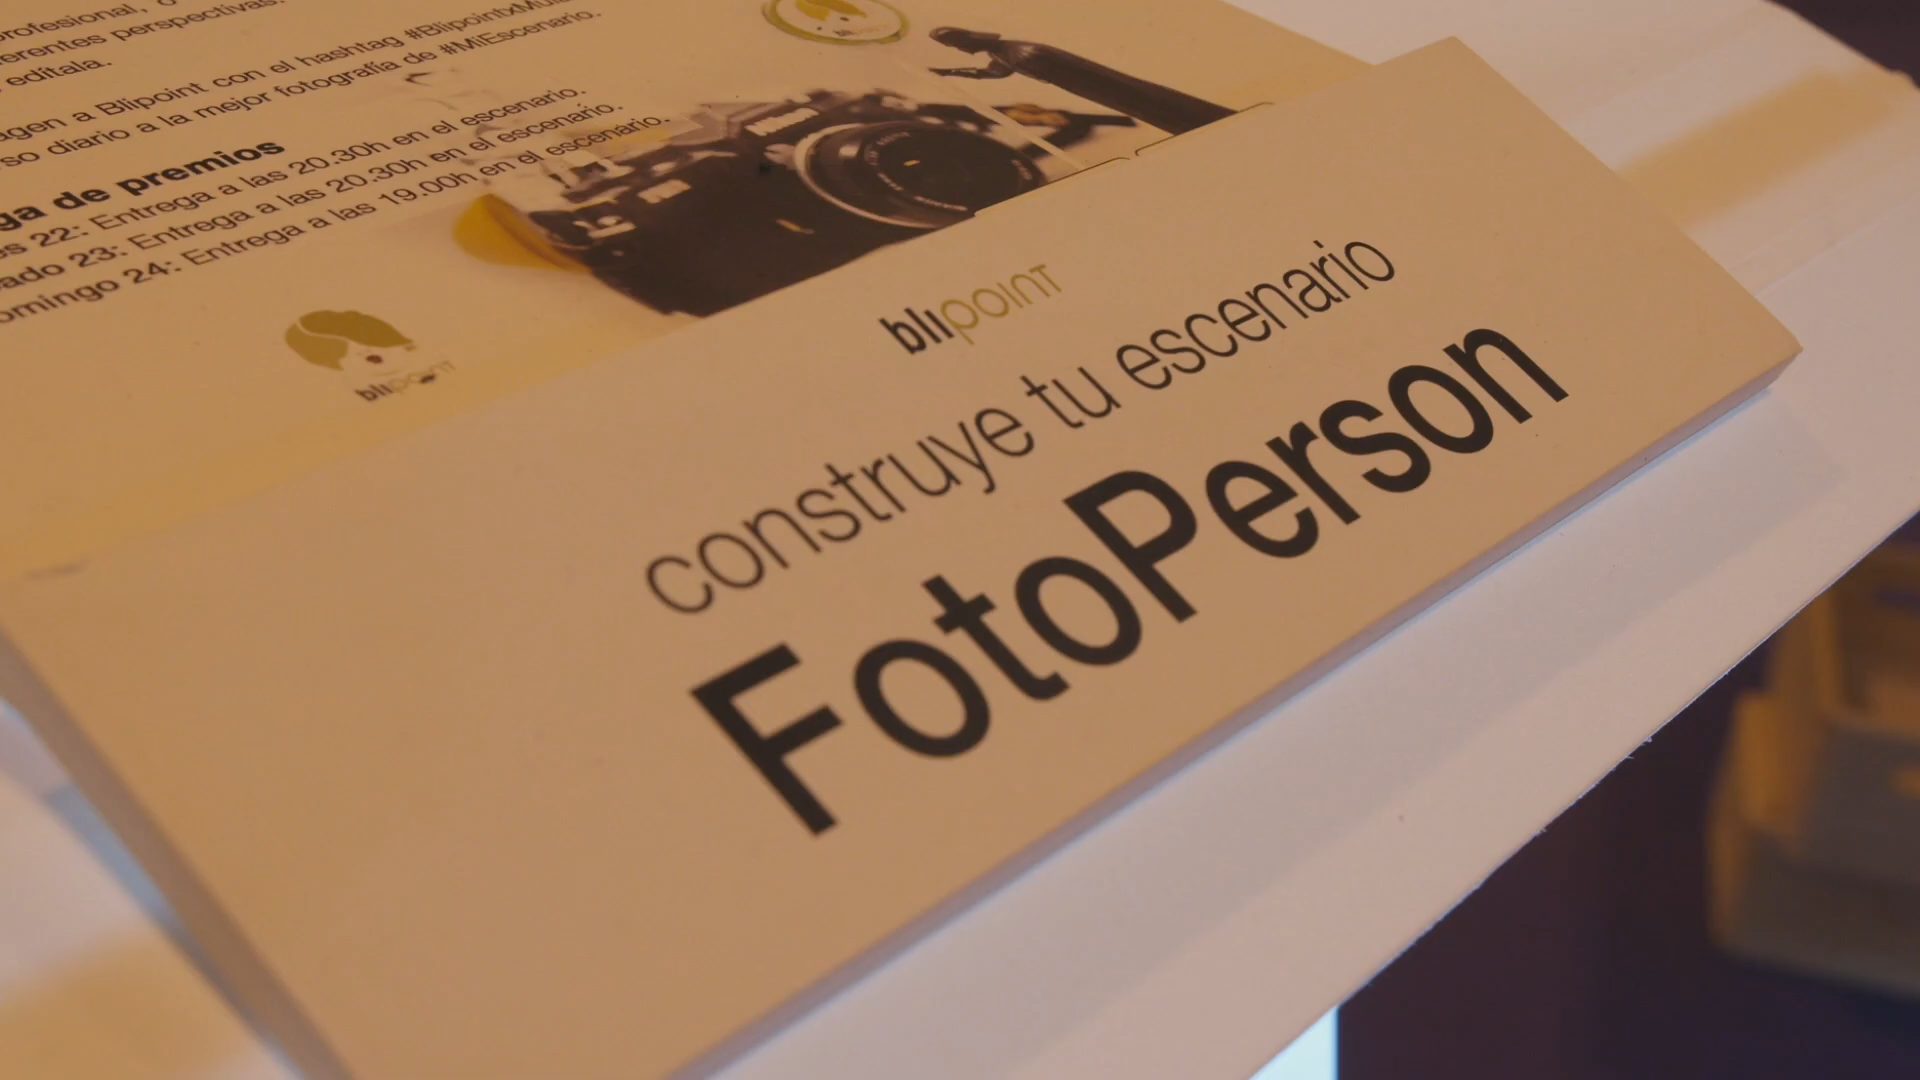 profesional, o
ferentes perspectivas.
edítala.
agen a Blipoint con el hashtag
so diario a la mejor fotografía de #MiEscenario.
ga de premios
es 22: Entrega a las 20.30h en el escenario.
ado 23: Entrega a las 20.30h en el escenario.
omingo 24: Entrega a las 19.00h en el escenario.
blipoint
blipoint
construye tu escenario
FotoPerson